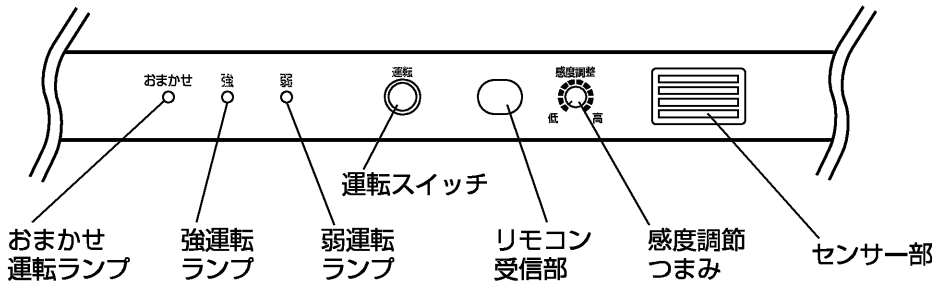 おまかせ
強
弱
運転
感度調整
低
高
運転スイッチ
おまかせ
運転ランプ
強運転
ランプ
弱運転
ランプ
リモコン
受信部
感度調節
つまみ
センサー部